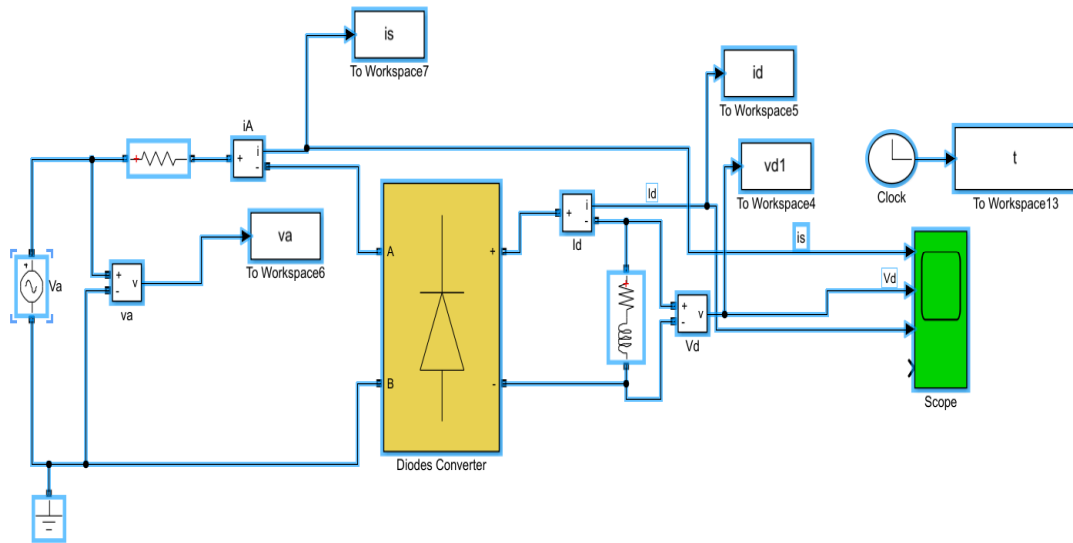 is
To Workspace7
id
To Workspace5
iA
+
i
-
vd1
To Workspace4
t
To Workspace13
Clock
Id
+
i
-
Id
va
To Workspace6
A
+
B
-
Diodes Converter
is
Vd
Va
+
-
v
va
+
-
v
Vd
Scope